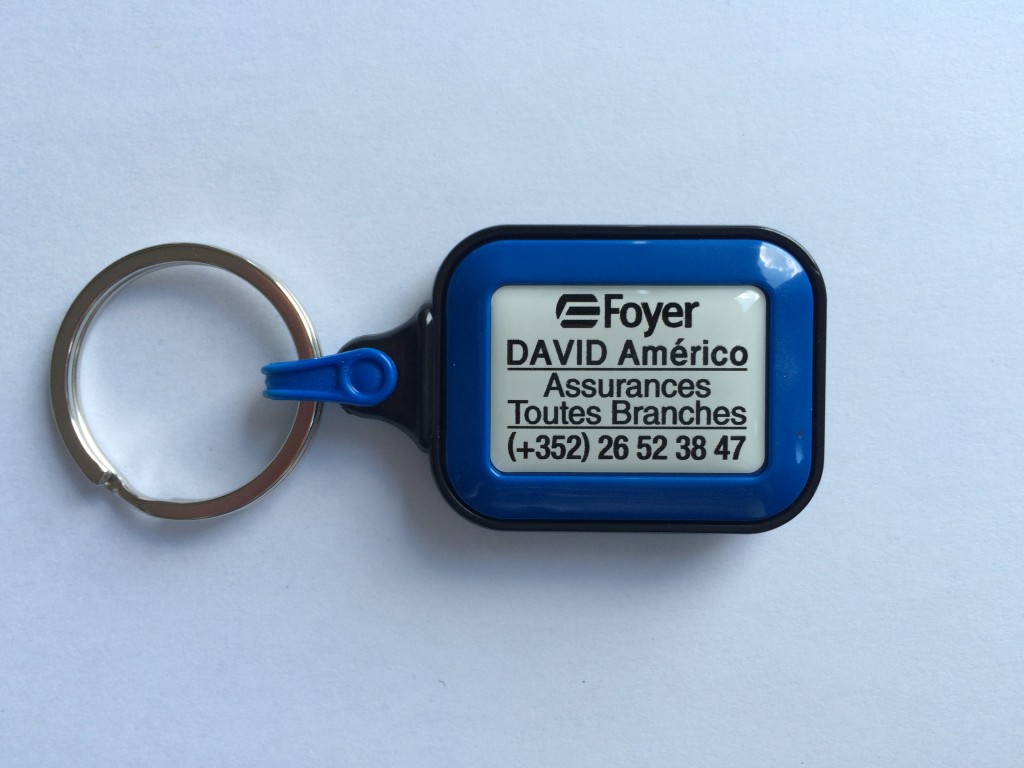 Foyer
DAVID Américo
Assurances
Toutes Branches
(+352) 26 52 38 47